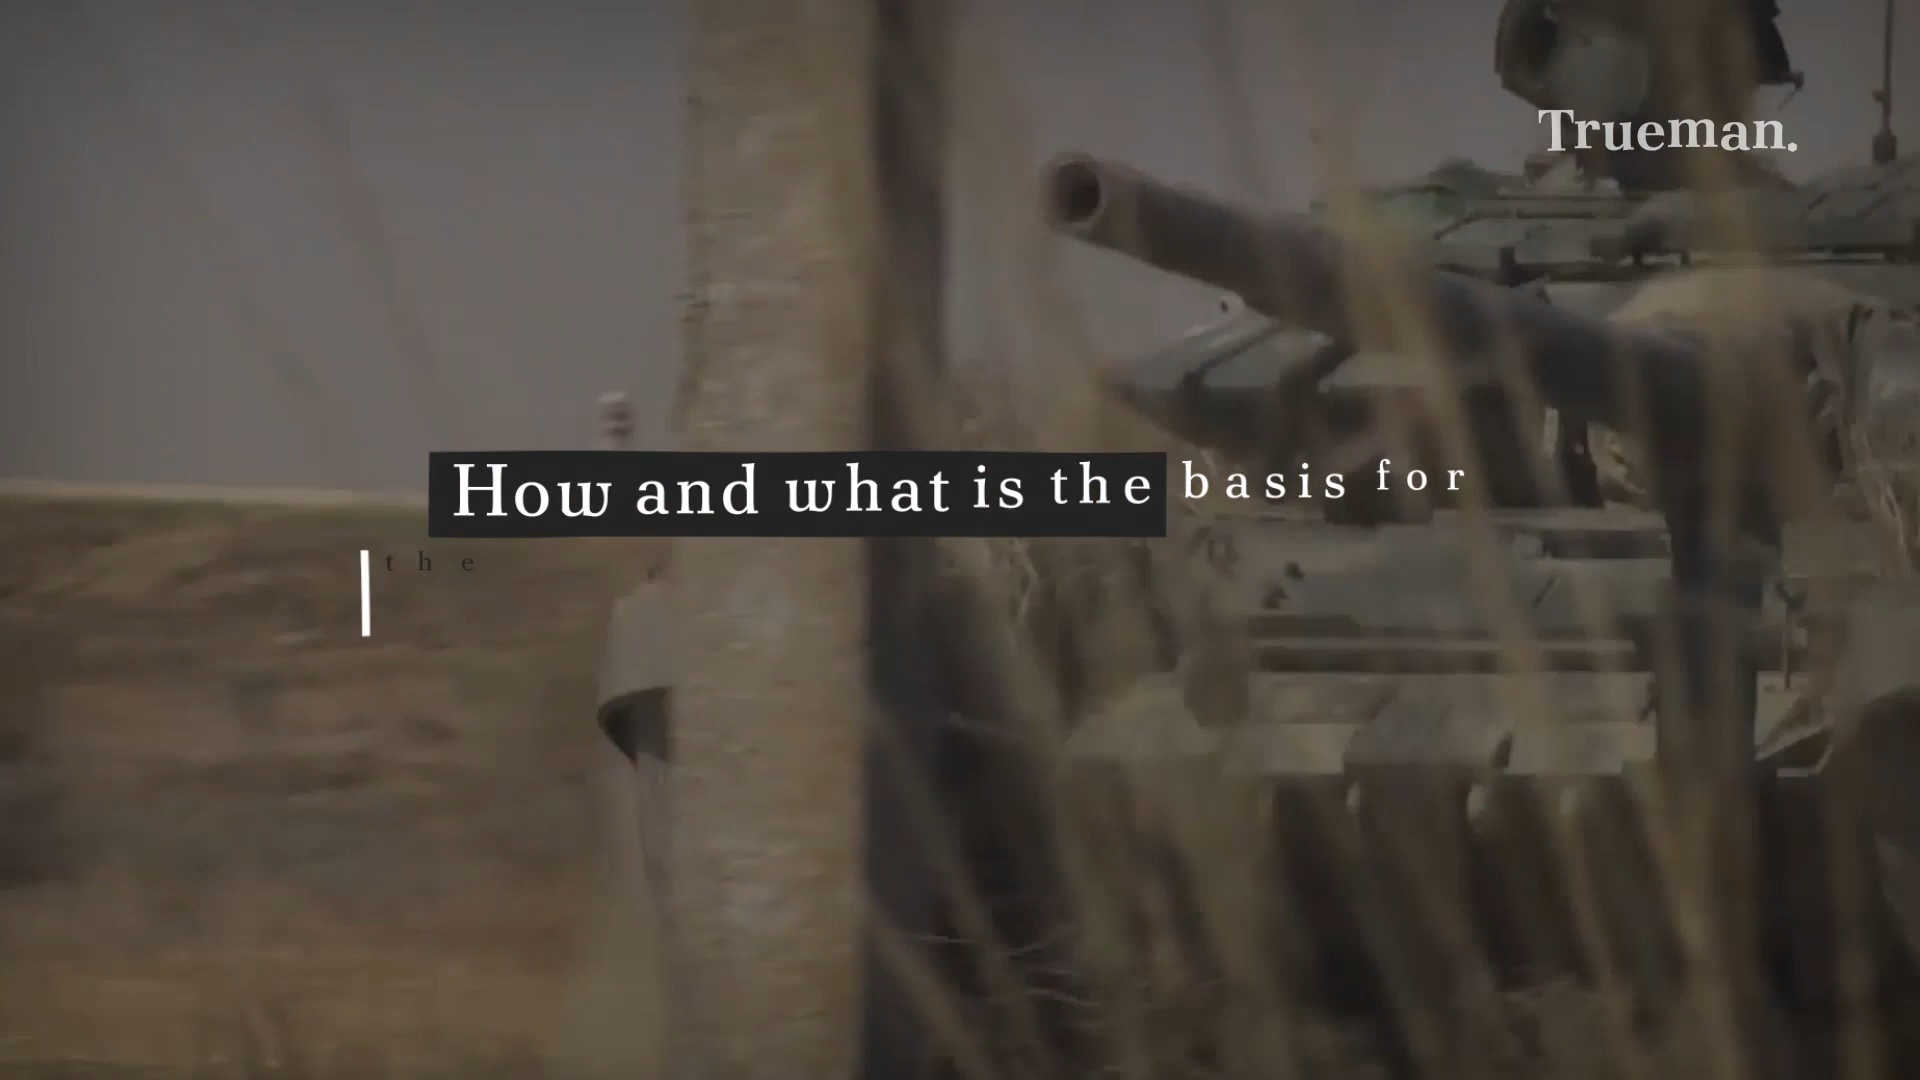 Trueman.
How and what is the basis for
the